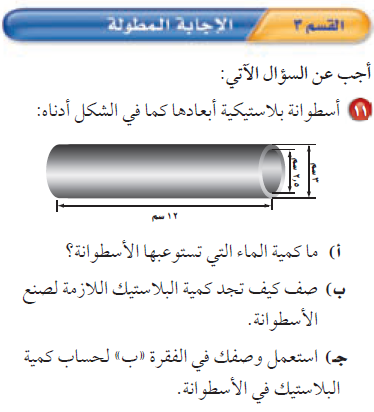 القسم ٣ الإجابة المطولة
أجب عن السؤال الآتي:
١١ أسطوانة بلاستيكية أبعادها كما في الشكل أدناه:
٣ سم
٢,٥ سم
١٢ سم
أ) ما كمية الماء التي تستوعبها الأسطوانة؟
ب) صف كيف تجد كمية البلاستيك اللازمة لصنع
الأسطوانة.
جـ) استعمل وصفك في الفقرة «ب» لحساب كمية
البلاستيك في الأسطوانة.